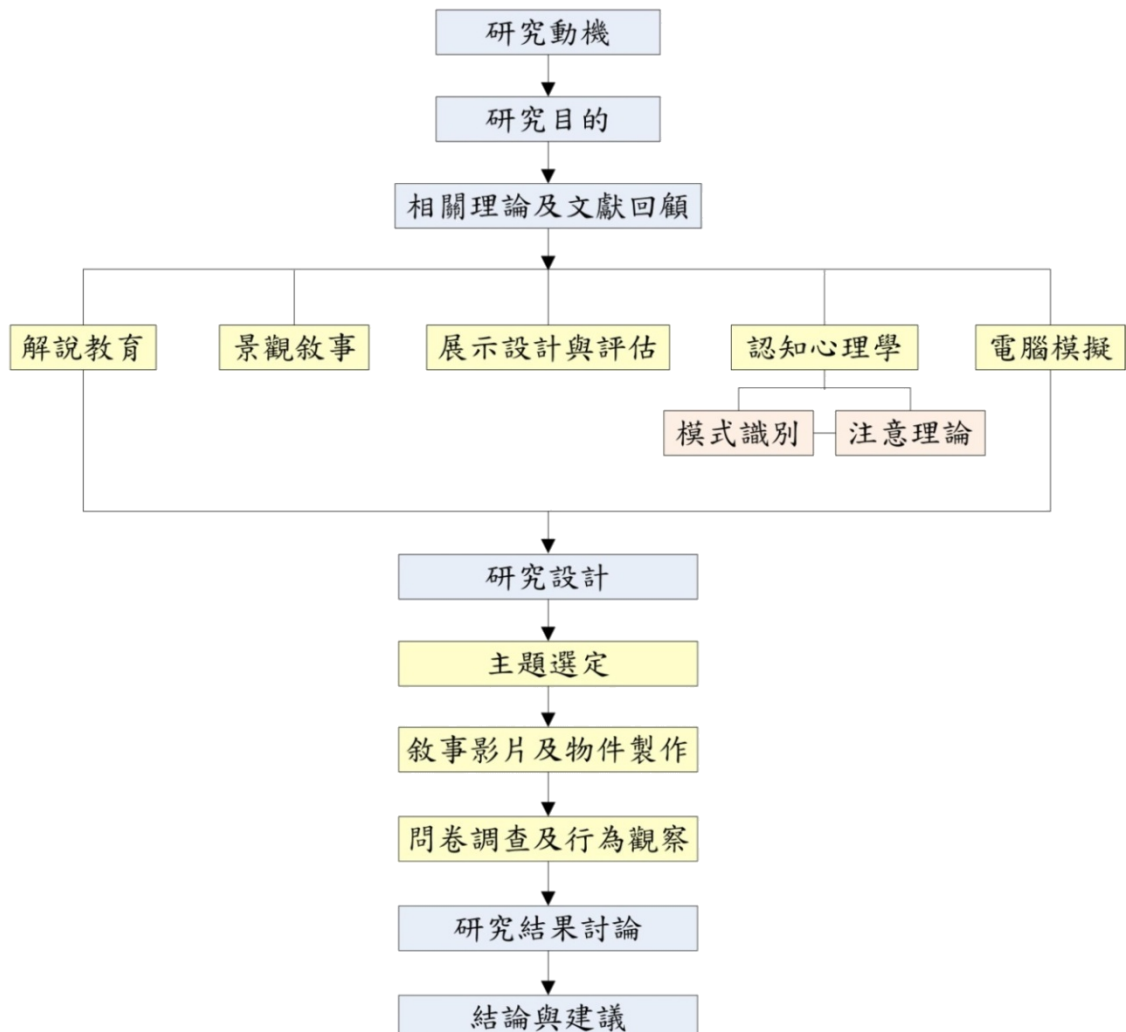 研究動機
研究目的
相關理論及文獻回顧
解說教育
景觀敘事
展示設計與評估
認知心理學
電腦模擬
模式識別
注意理論
研究設計
主題選定
敘事影片及物件製作
問卷調查及行為觀察
研究結果討論
結論與建議